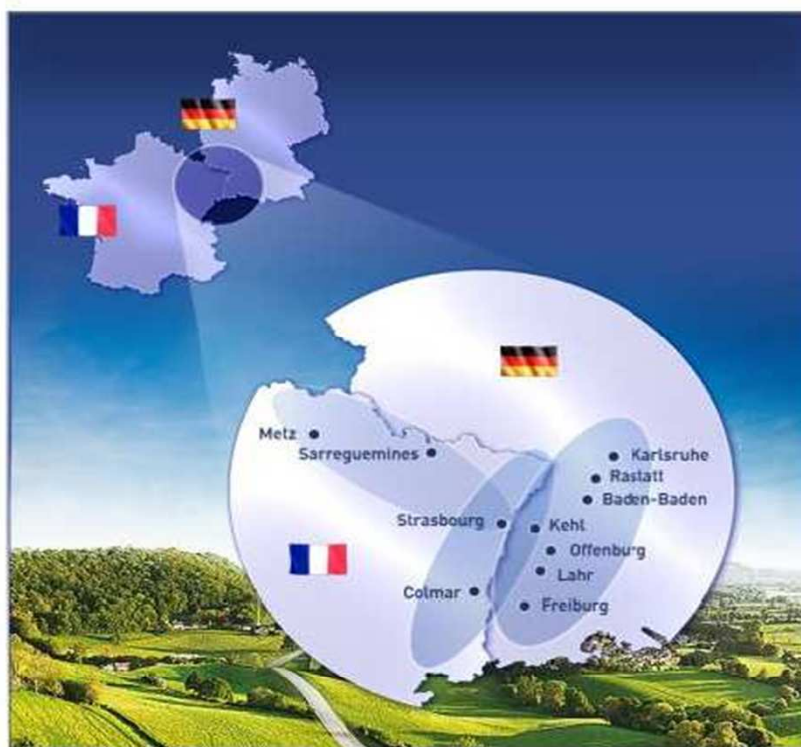 Metz
Sarreguemines
Karlsruhe
Rastatt
Baden-Baden
Strasbourg
Kehl
Offenburg
Lahr
Colmar
Freiburg